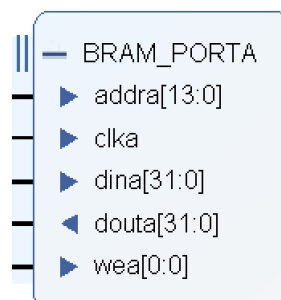 BRAM_PORTA
addra[13:0]
clka
dina[31:0]
douta[31:0]
wea[0:0]